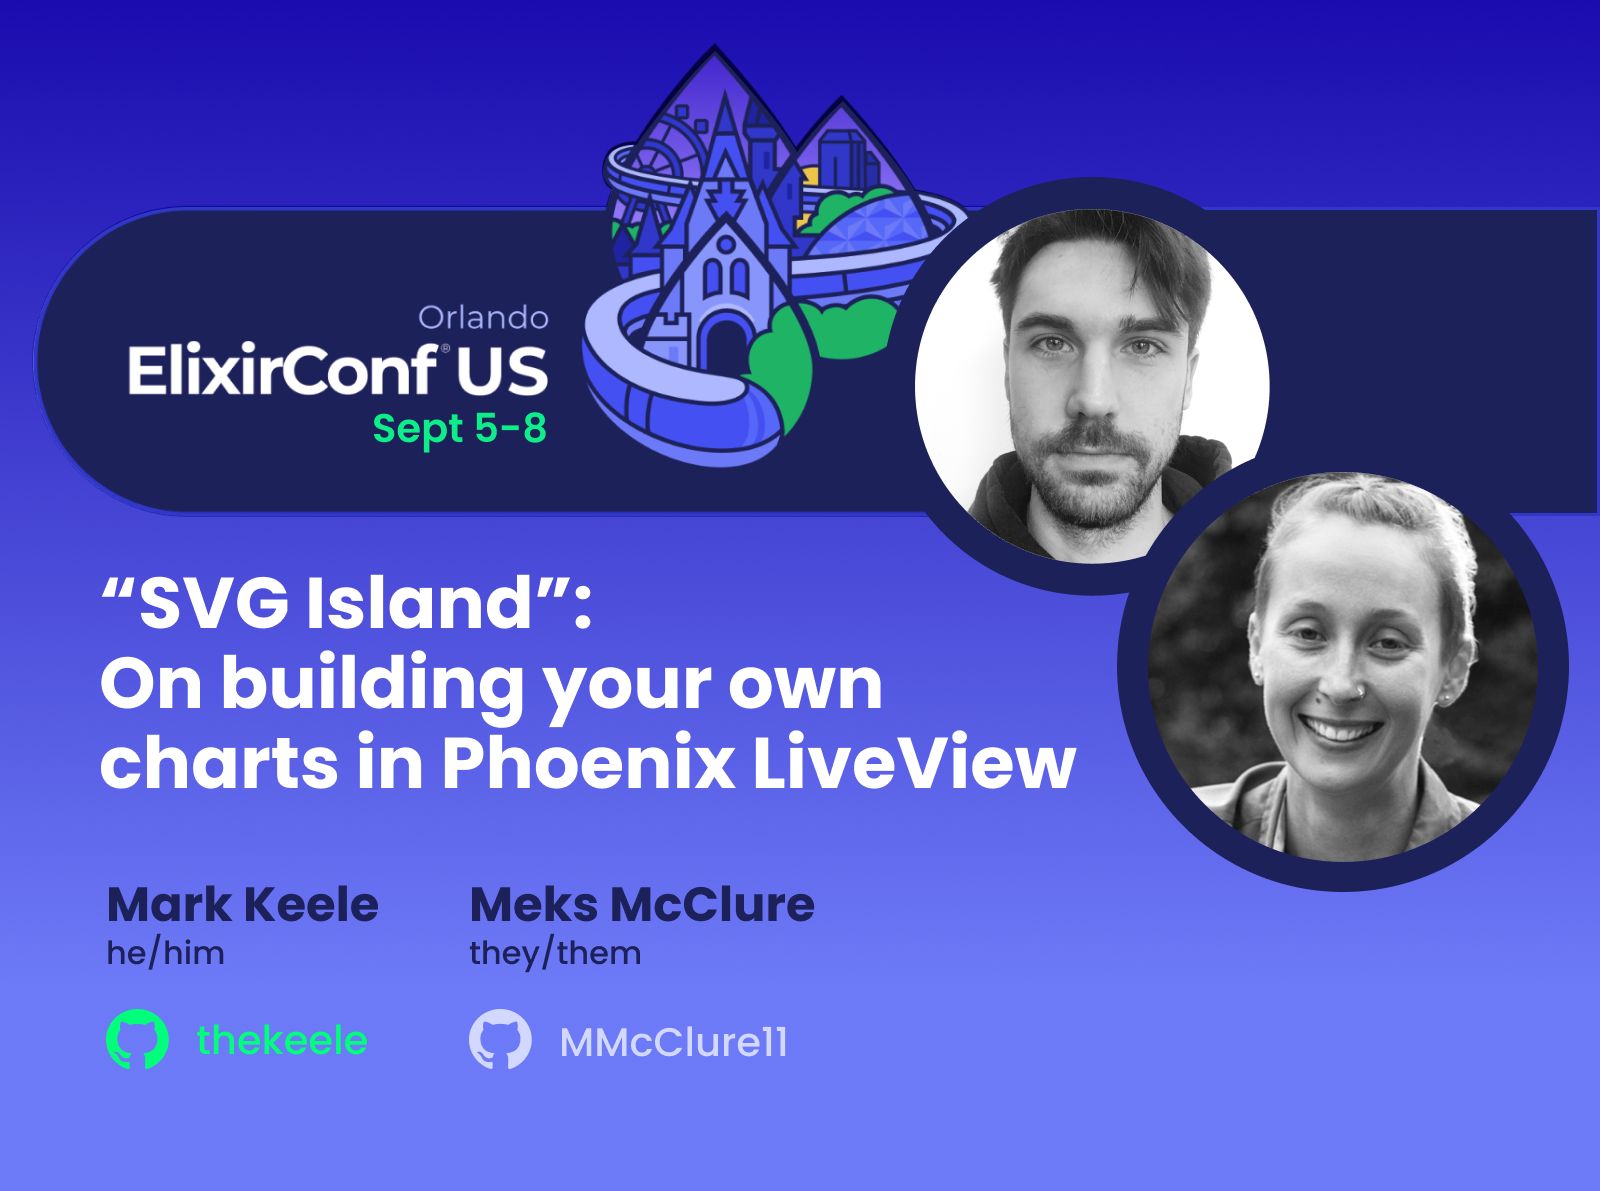 Orlando
ElixirConf® US
Sept 5-8
“SVG Island”:
On building your own
charts in Phoenix LiveView
Mark Keele
he/him
thekeele
Meks McClure
they/them
MMcClure11